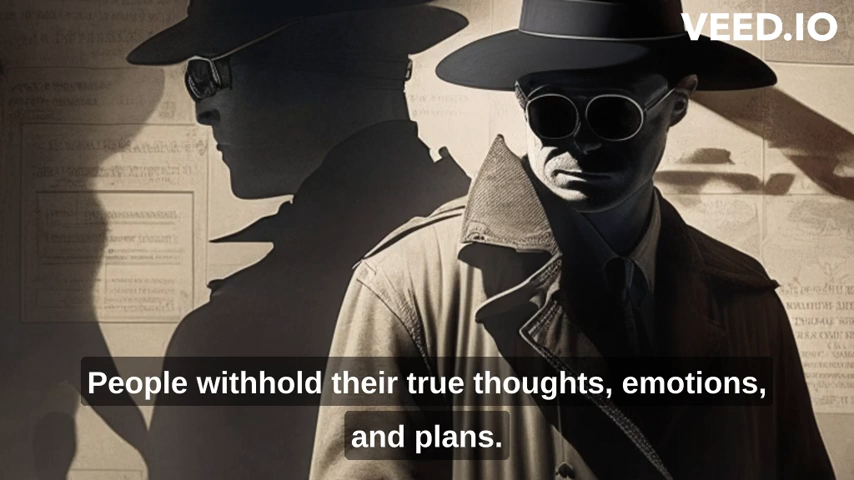 VEED.IO
People withhold their true thoughts, emotions,
and plans.